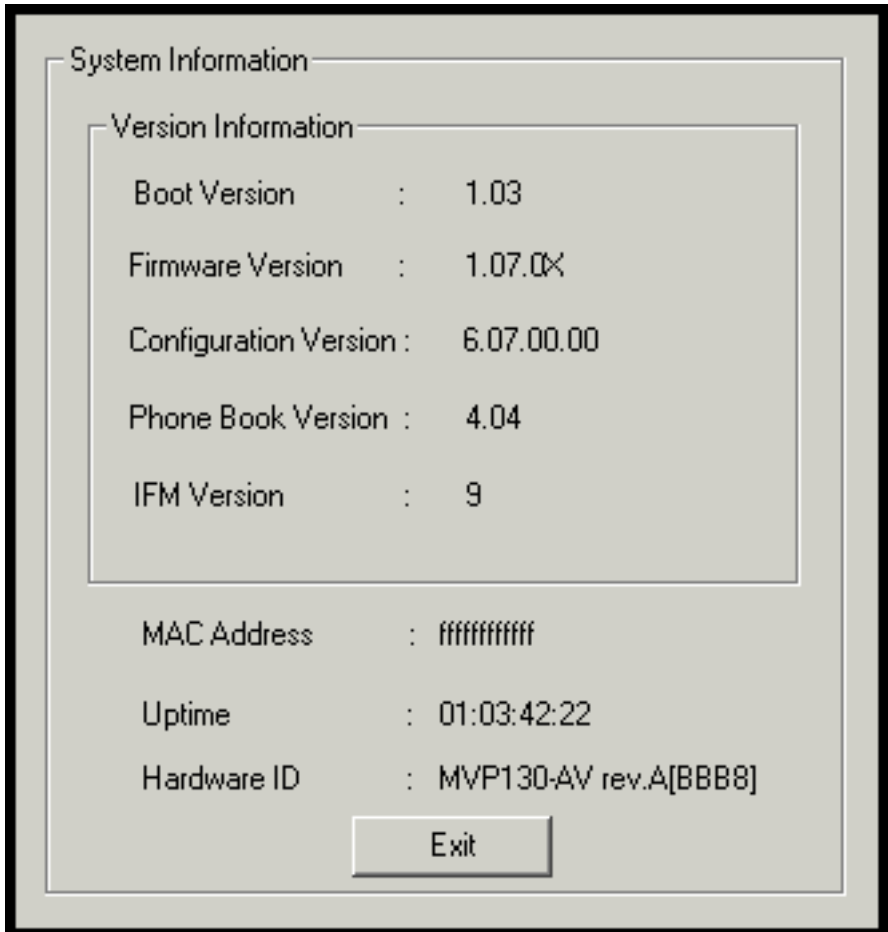 System Information
Version Information
Boot Version : 1.03
Firmware Version : 1.07.0X
Configuration Version : 6.07.00.00
Phone Book Version : 4.04
IFM Version : 9
MAC Address : ffffffffffff
Uptime : 01:03:42:22
Hardware ID : MVP130-AV rev.A[BBB8]
Exit